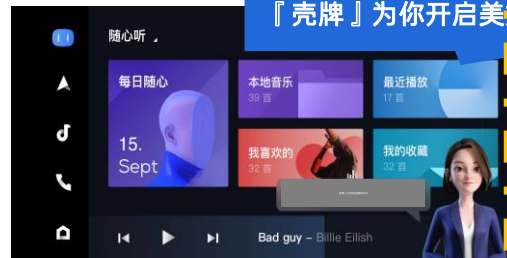 『壳牌』为你开启美
随心听
每日随心
15.
Sept
本地音乐
39 首
最近播放
17 首
我喜欢的
32 首
我的收藏
32 首
Bad guy – Billie Eilish